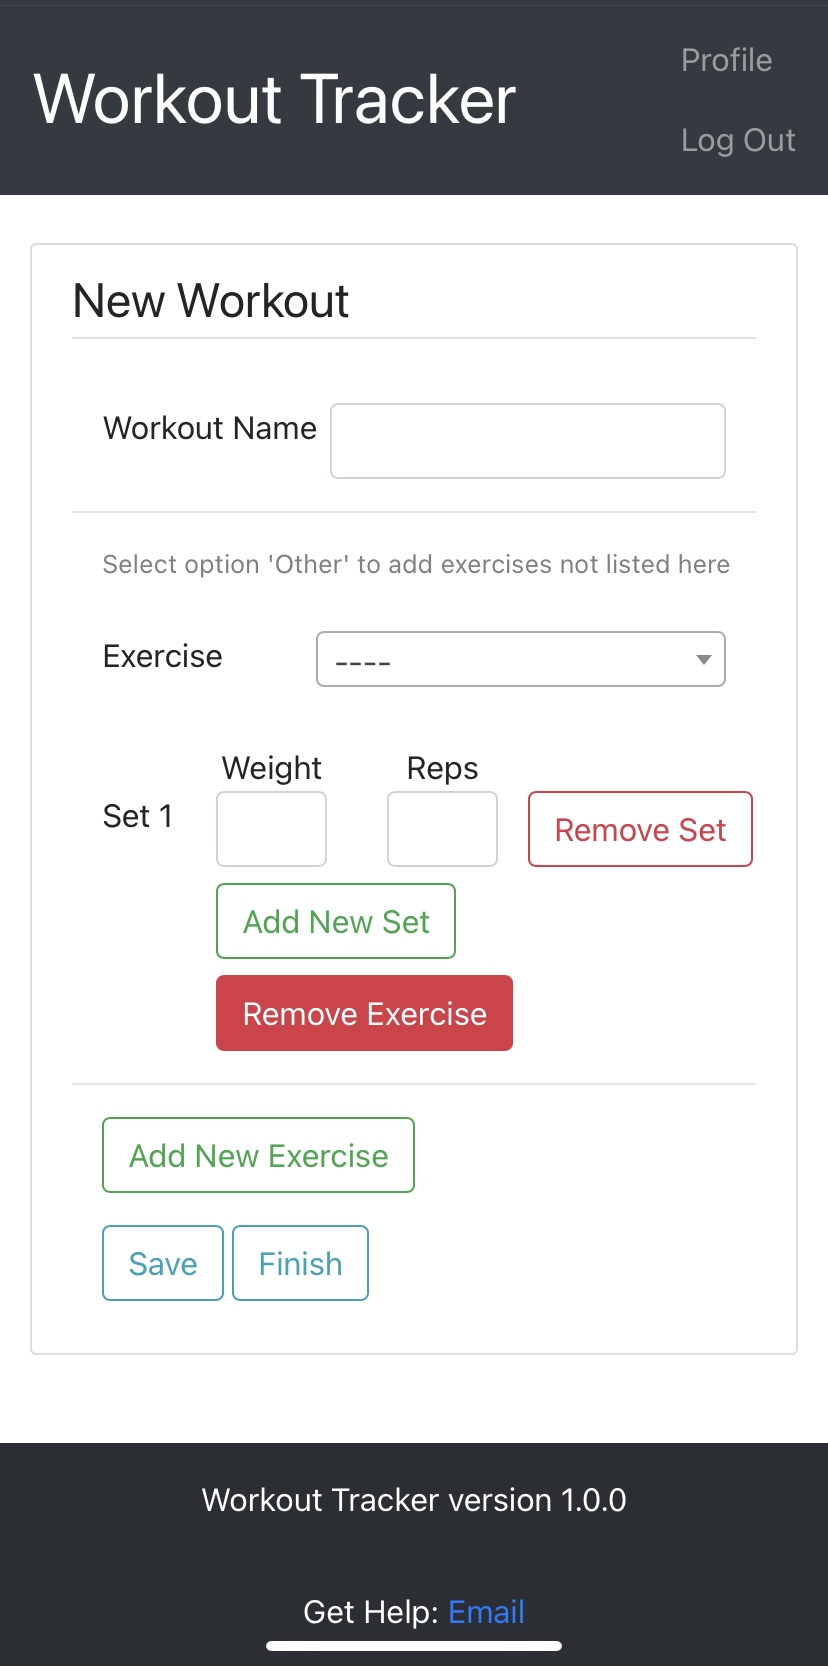 Workout Tracker
Profile
Log Out
New Workout
Workout Name
Select option 'Other' to add exercises not listed here
Exercise ----
Weight Reps
Set 1 Remove Set
Add New Set
Remove Exercise
Add New Exercise
Save Finish
Workout Tracker version 1.0.0
Get Help: Email